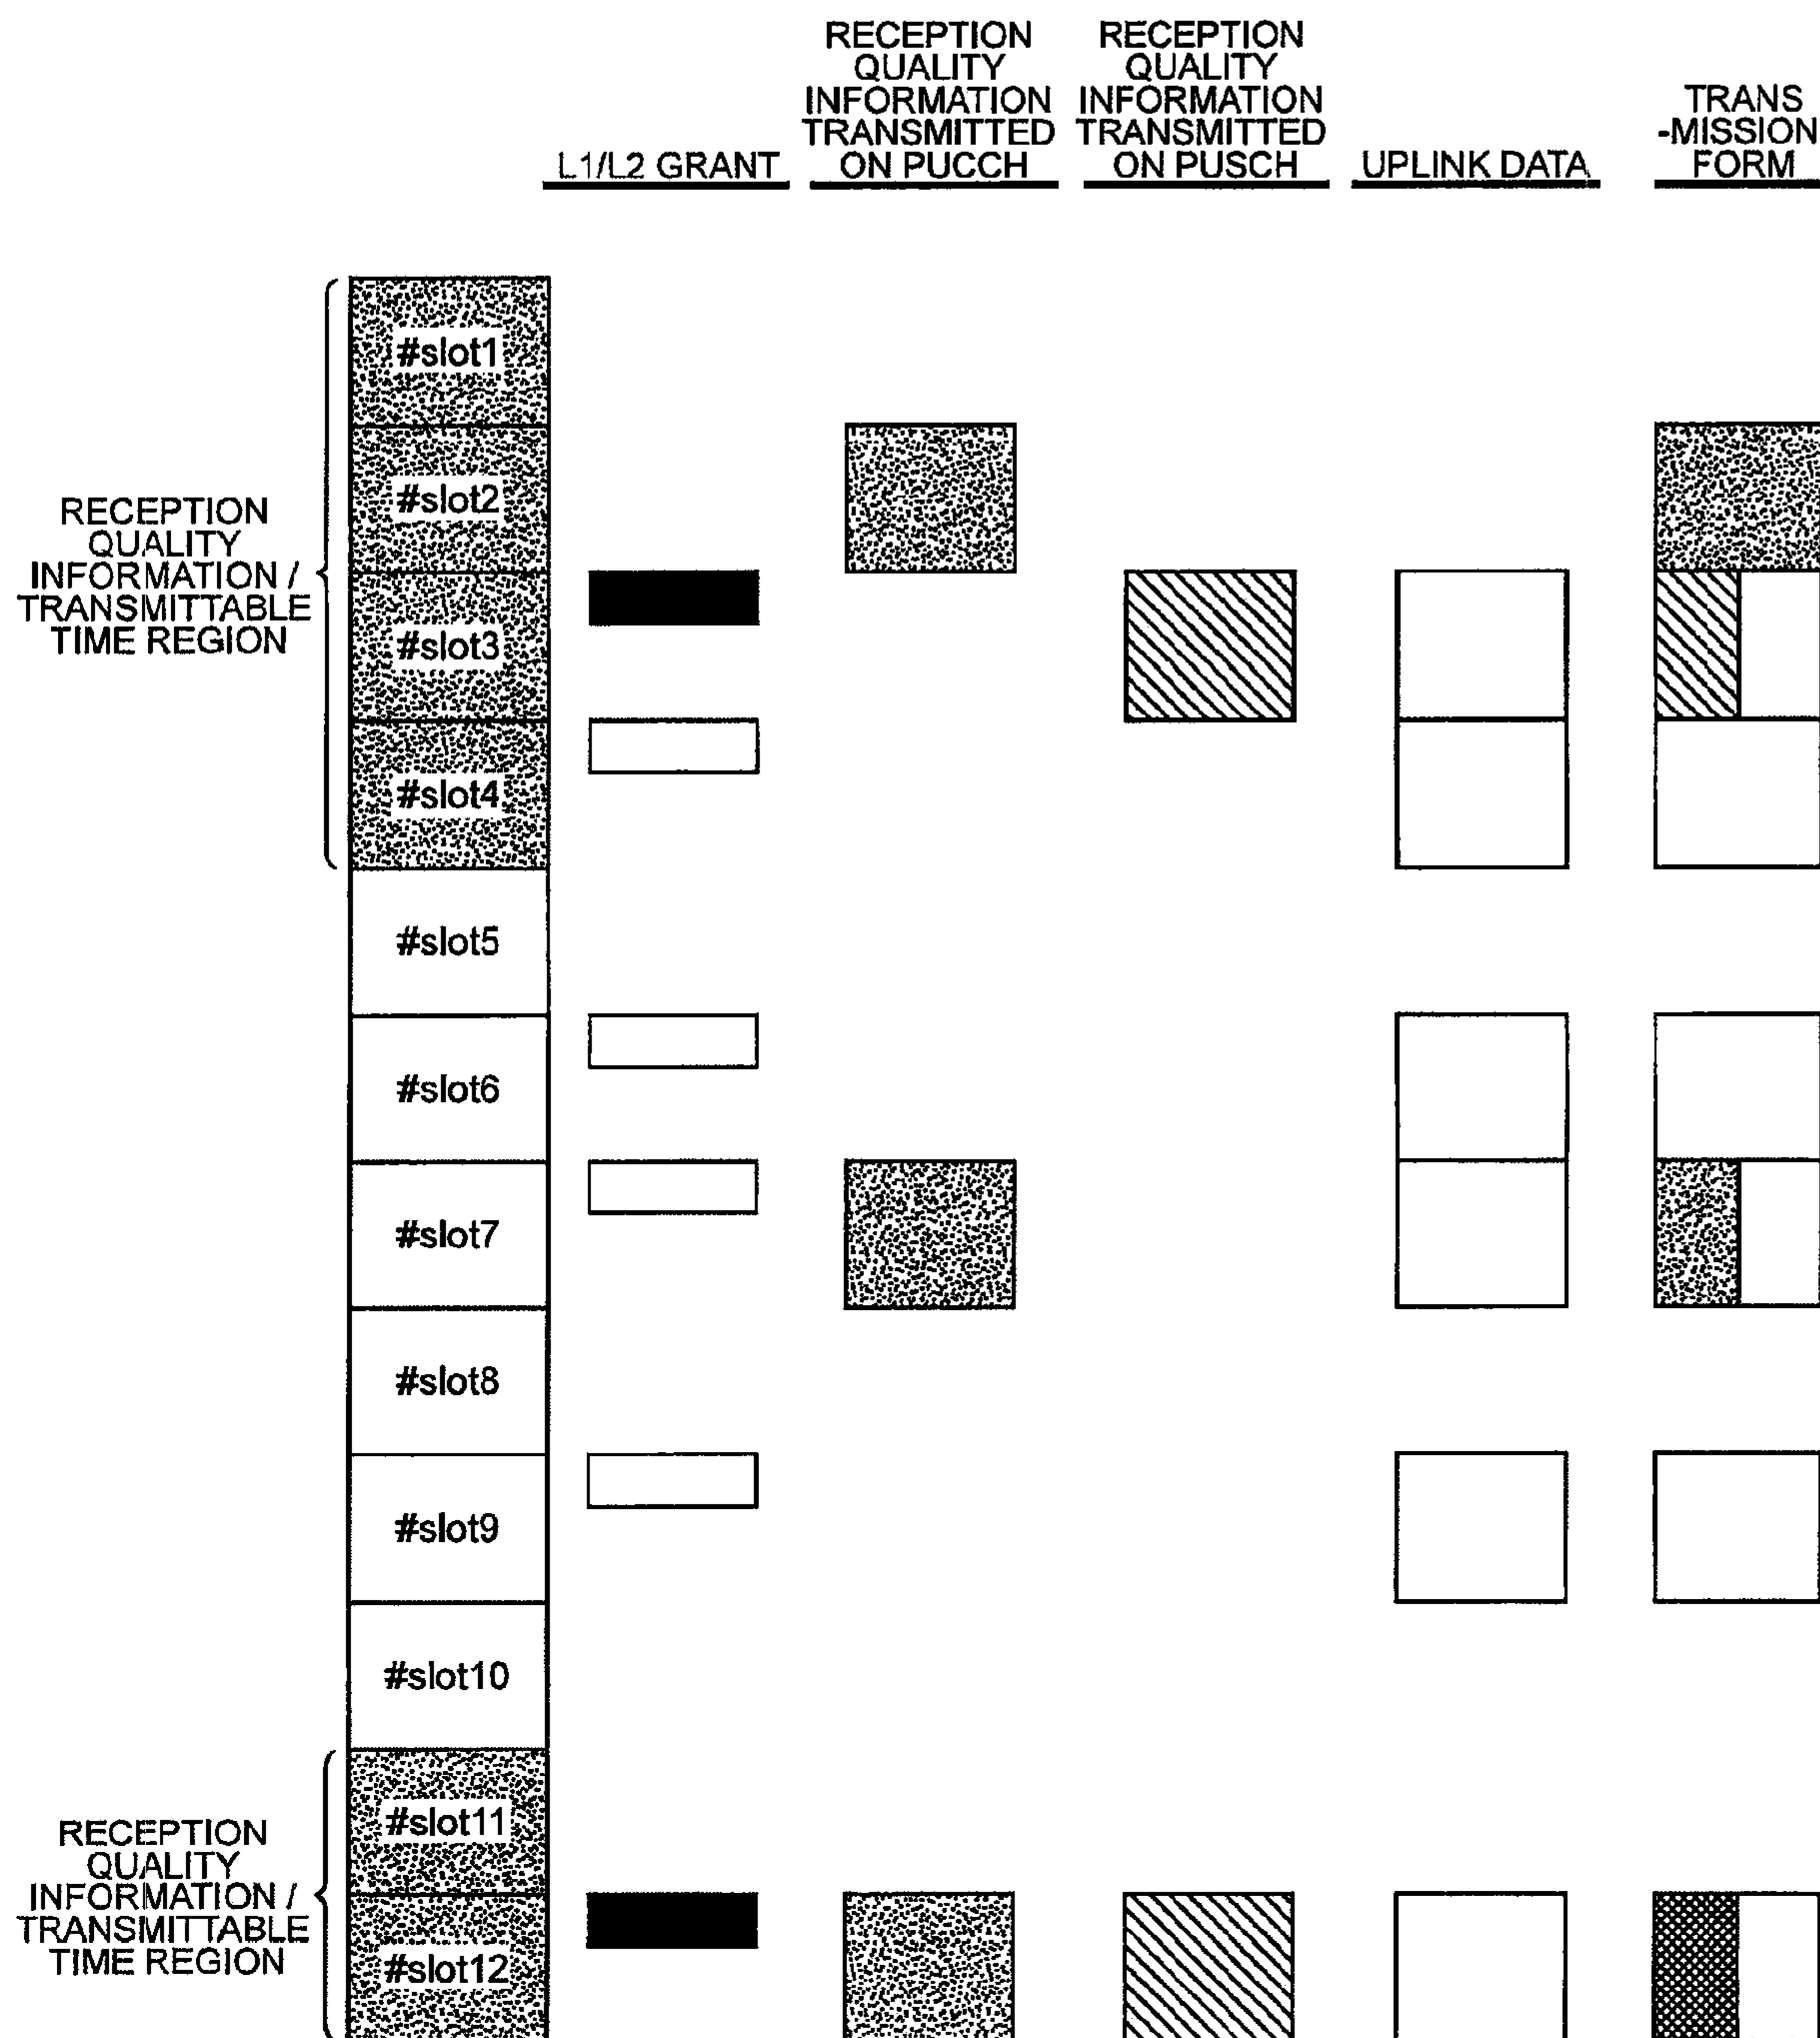 RECEPTION
QUALITY
INFORMATION
TRANSMITTED
ON PUCCH
RECEPTION
QUALITY
INFORMATION
TRANSMITTED
ON PUSCH
TRANS
-MISSION
FORM
L1/L2 GRANT
UPLINK DATA
#slot1
#slot2
RECEPTION
QUALITY
INFORMATION /
TRANSMITTABLE
TIME REGION
#slot3
#slot4
#slot5
#slot6
#slot7
#slot8
#slot9
#slot10
#slot11
RECEPTION
QUALITY
INFORMATION /
TRANSMITTABLE
TIME REGION
#slot12